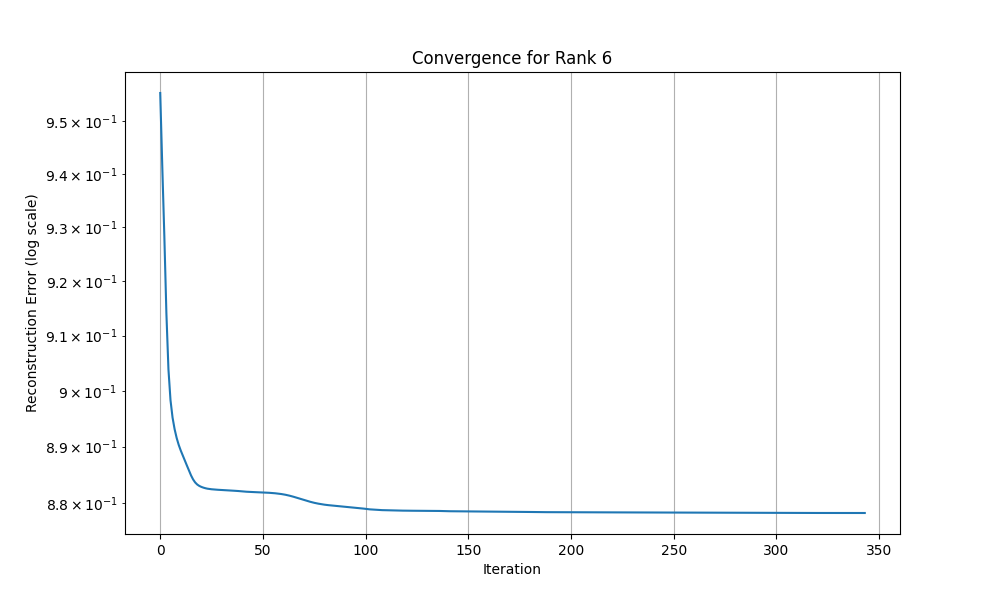 Convergence for Rank 6
Reconstruction Error (log scale)
9.5 × 10⁻¹
9.4 × 10⁻¹
9.3 × 10⁻¹
9.2 × 10⁻¹
9.1 × 10⁻¹
9 × 10⁻¹
8.9 × 10⁻¹
8.8 × 10⁻¹
0 50 100 150 200 250 300 350
Iteration